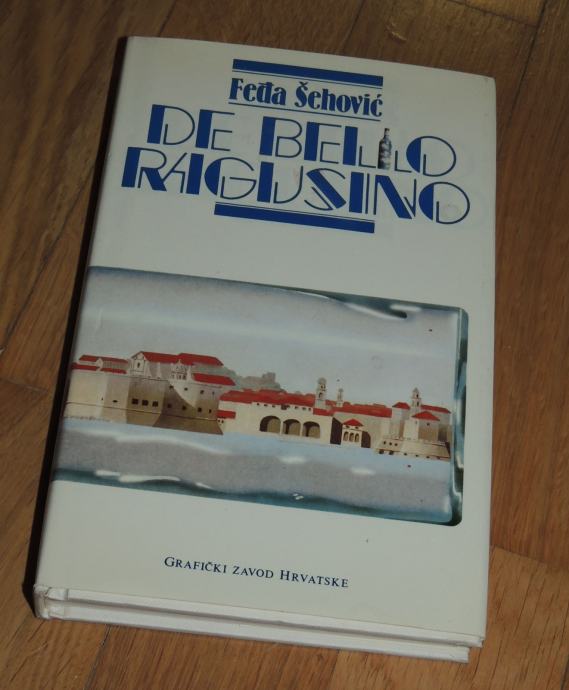 Feđa Šehović
DE BELLO
RAGUSINO
GRAFIČKI ZAVOD HRVATSKE